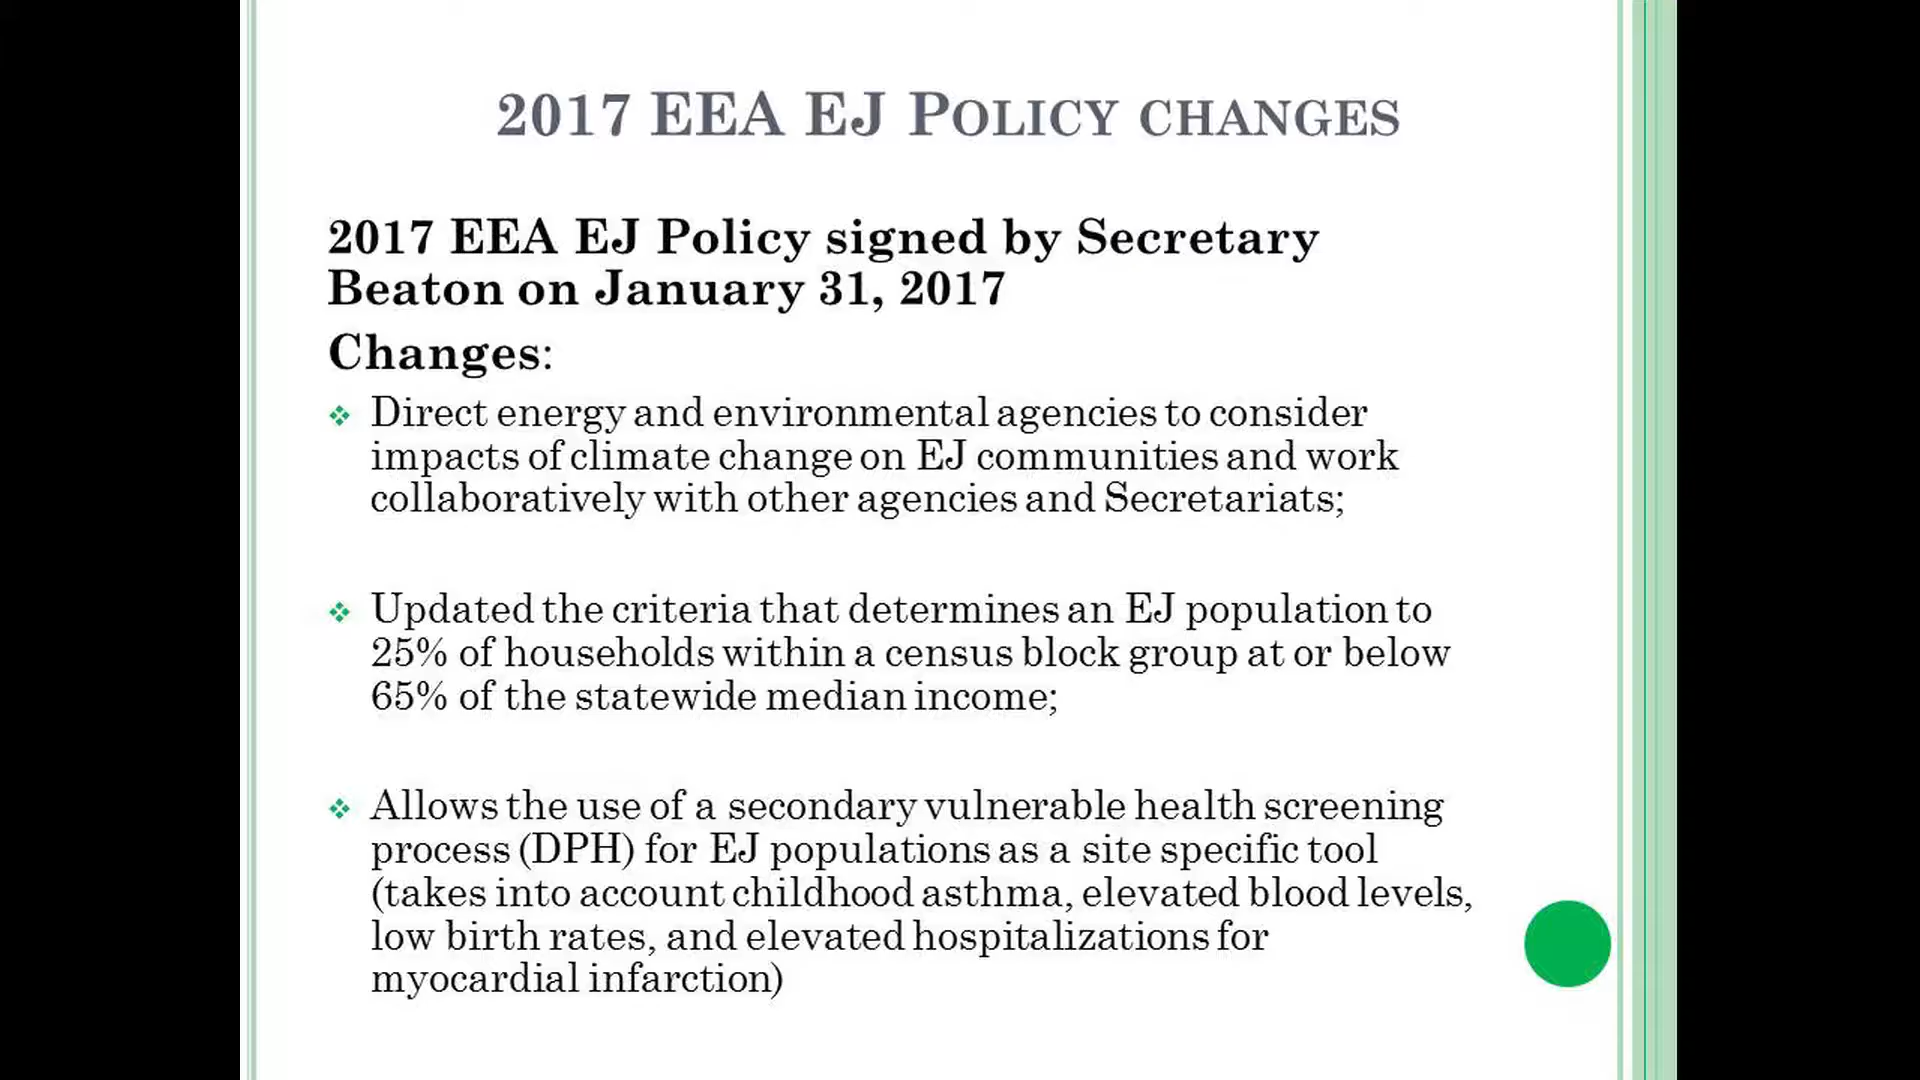 2017 EEA EJ POLICY CHANGES
2017 EEA EJ Policy signed by Secretary
Beaton on January 31, 2017
Changes:
Direct energy and environmental agencies to consider
impacts of climate change on EJ communities and work
collaboratively with other agencies and Secretariats;
Updated the criteria that determines an EJ population to
25% of households within a census block group at or below
65% of the statewide median income;
Allows the use of a secondary vulnerable health screening
process (DPH) for EJ populations as a site specific tool
(takes into account childhood asthma, elevated blood levels,
low birth rates, and elevated hospitalizations for
myocardial infarction)